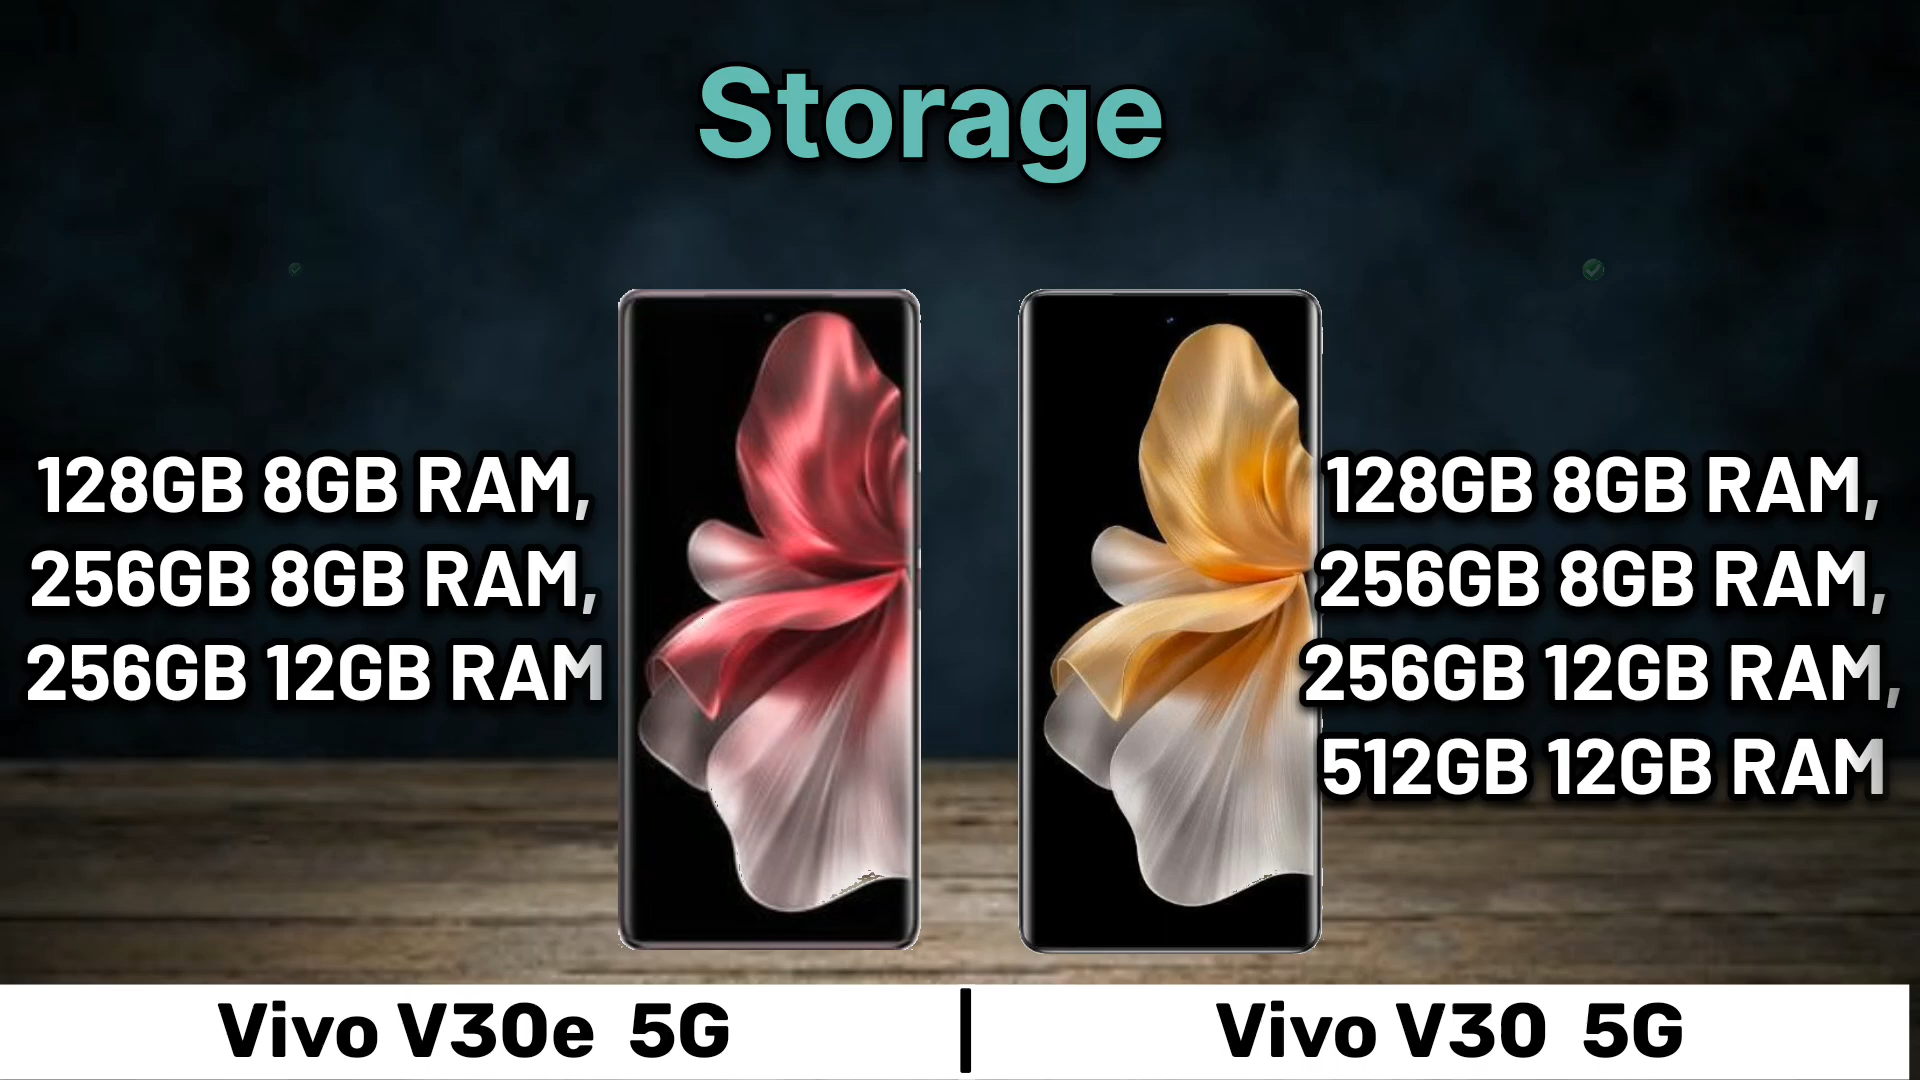 Storage
128GB 8GB RAM,
256GB 8GB RAM,
256GB 12GB RAM
128GB 8GB RAM,
256GB 8GB RAM,
256GB 12GB RAM,
512GB 12GB RAM
Vivo V30e 5G
Vivo V30 5G